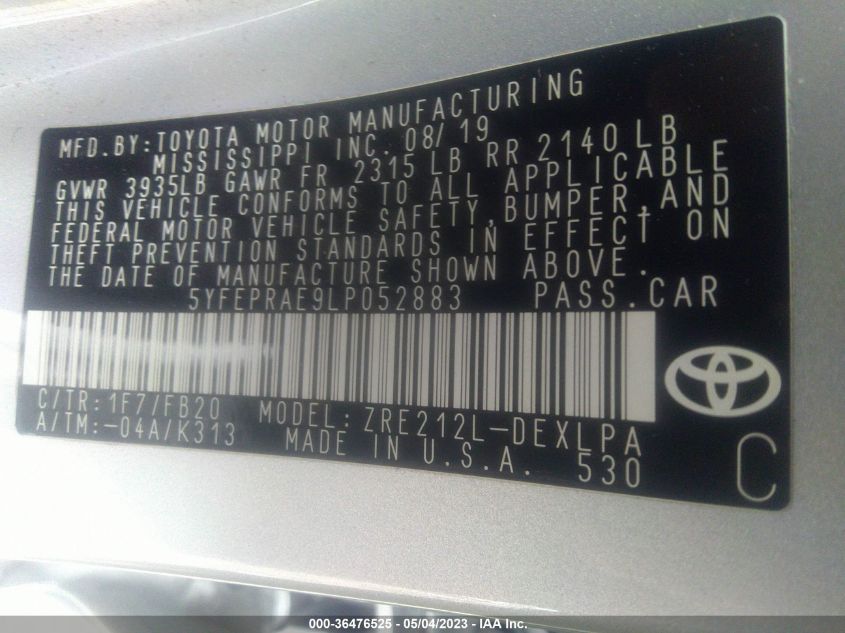 MFD.BY:TOYOTA MOTOR MANUFACTURING
MISSISSIPPI INC. 08/19
GVWR 3935LB GAWR FR 2315 LB RR 2140 LB
THIS VEHICLE CONFORMS TO ALL APPLICABLE
FEDERAL MOTOR VEHICLE SAFETY,BUMPER,AND
THEFT PREVENTION STANDARDS IN EFFECT ON
THE DATE OF MANUFACTURE SHOWN ABOVE.
5YFEPRAE9LP052883 PASS.CAR
C/TR:1F7/FB20 MODEL:ZRE212L-DEXLPA
A/TM:-04A/K313 MADE IN U.S.A. 530
C
000-36476525 - 05/04/2023 - IAA Inc.